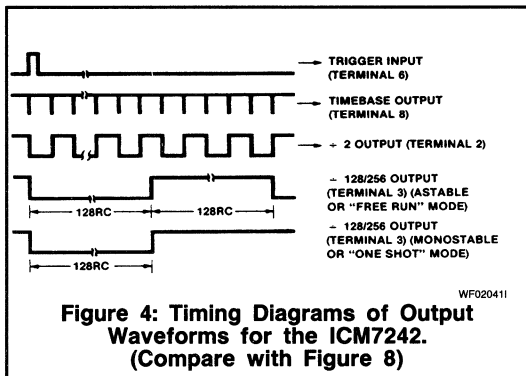 TRIGGER INPUT
(TERMINAL 6)
TIMEBASE OUTPUT
(TERMINAL 8)
÷ 2 OUTPUT (TERMINAL 2)
÷ 128/256 OUTPUT
(TERMINAL 3) (ASTABLE
OR "FREE RUN" MODE)
128RC
128RC
÷ 128/256 OUTPUT
(TERMINAL 3) (MONOSTABLE
OR "ONE SHOT" MODE)
128RC
WF02041I
Figure 4: Timing Diagrams of Output
Waveforms for the ICM7242.
(Compare with Figure 8)